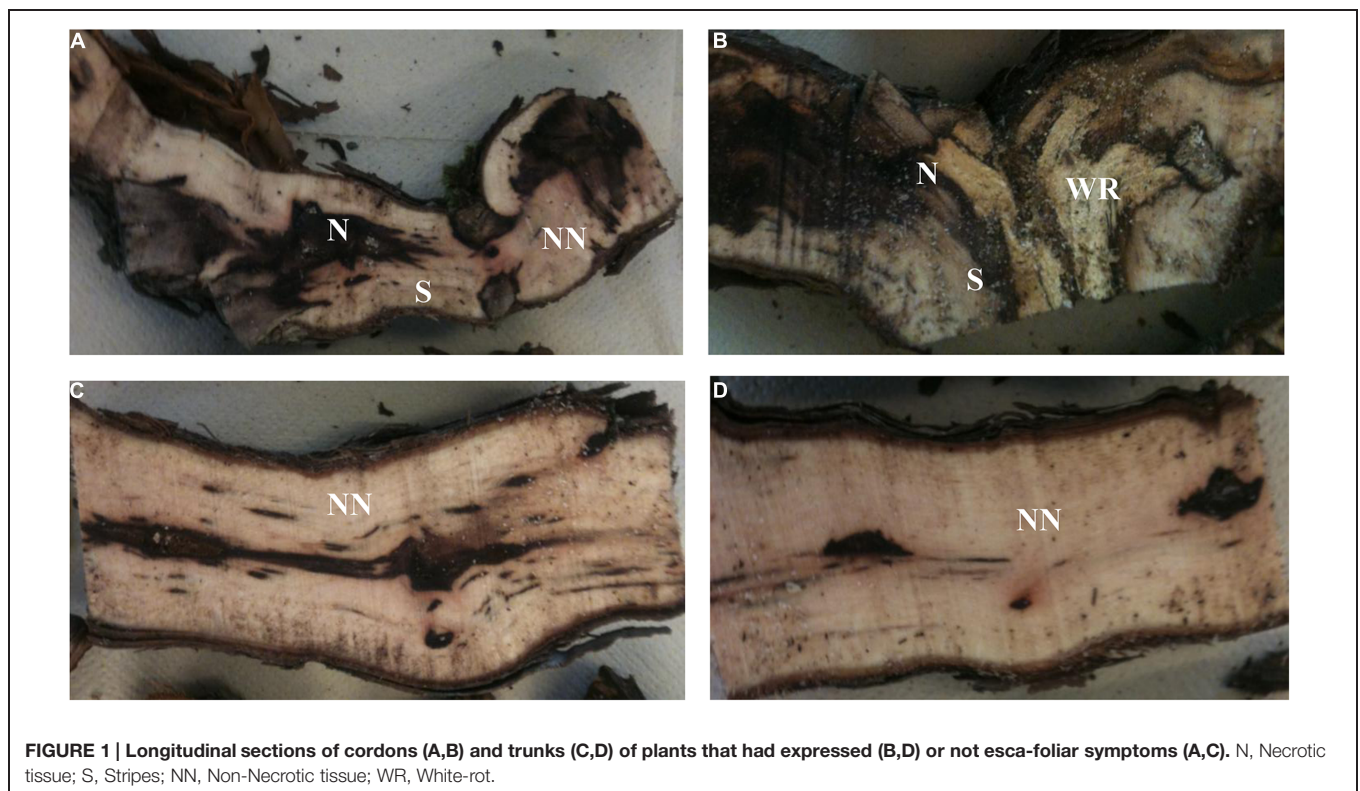 A
N
NN
S
B
N
WR
S
C
NN
D
NN
FIGURE 1 | Longitudinal sections of cordons (A,B) and trunks (C,D) of plants that had expressed (B,D) or not esca-foliar symptoms (A,C). N, Necrotic
tissue; S, Stripes; NN, Non-Necrotic tissue; WR, White-rot.